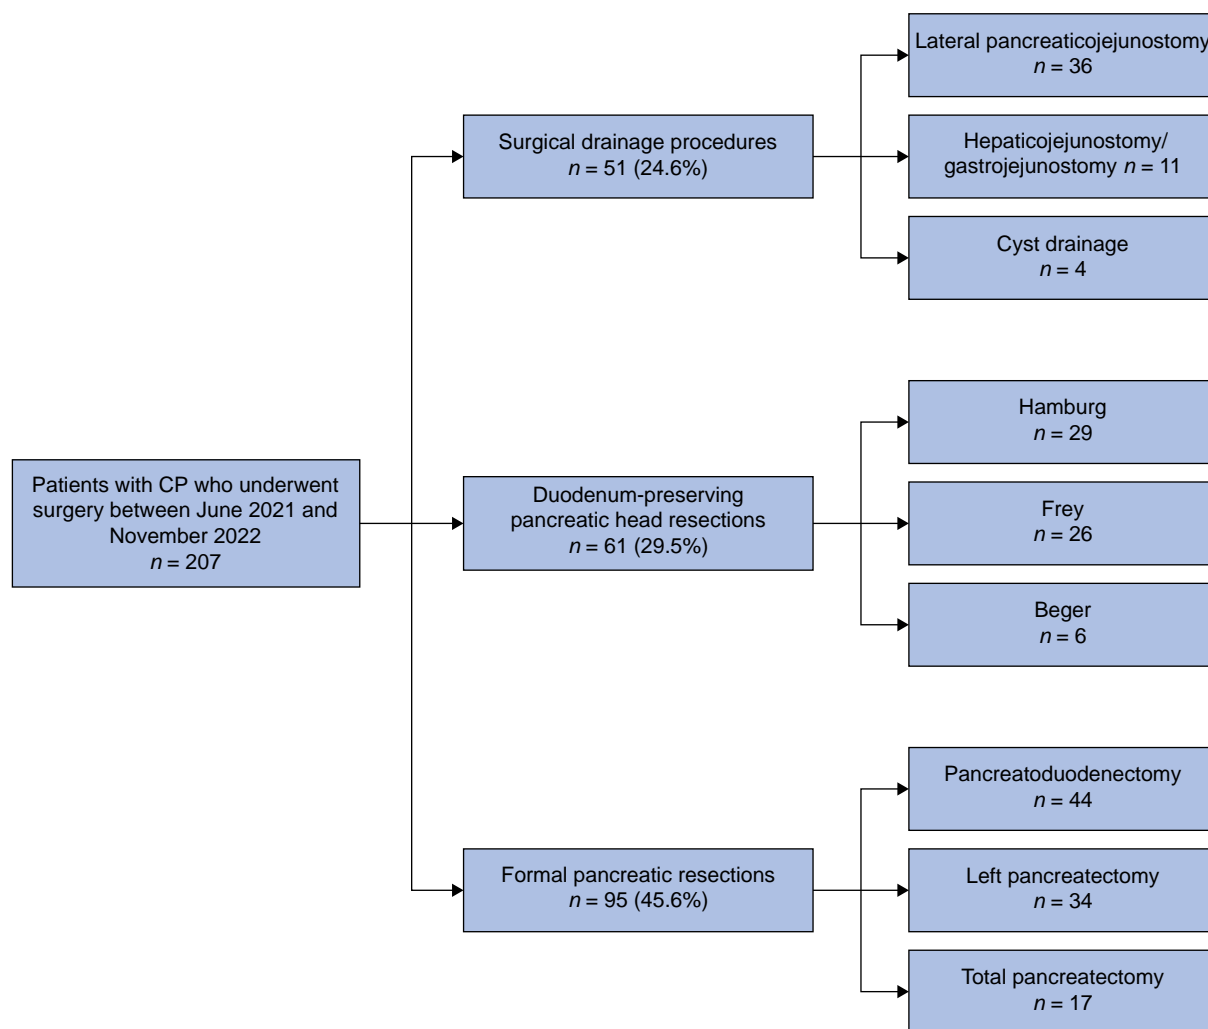 Patients with CP who underwent
surgery between June 2021 and
November 2022
n = 207
Surgical drainage procedures
n = 51 (24.6%)
Lateral pancreaticojejunostomy
n = 36
Hepaticojejunostomy/
gastrojejunostomy n = 11
Cyst drainage
n = 4
Duodenum-preserving
pancreatic head resections
n = 61 (29.5%)
Hamburg
n = 29
Frey
n = 26
Beger
n = 6
Formal pancreatic resections
n = 95 (45.6%)
Pancreatoduodenectomy
n = 44
Left pancreatectomy
n = 34
Total pancreatectomy
n = 17